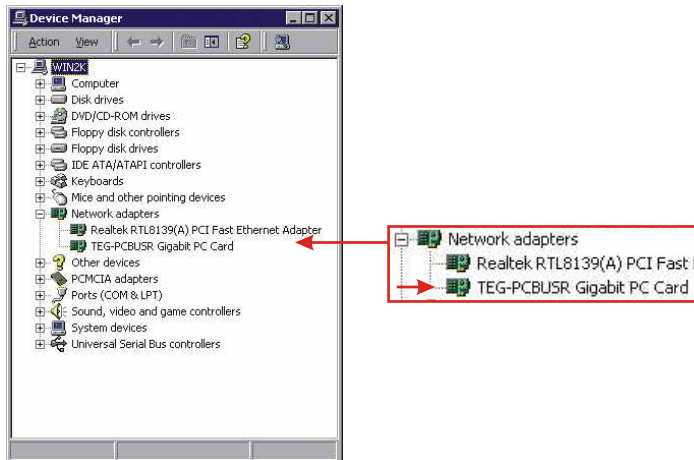 Device Manager
Action View
WIN2K
Computer
Disk drives
DVD/CD-ROM drives
Floppy disk controllers
Floppy disk drives
IDE ATA/ATAPI controllers
Keyboards
Mice and other pointing devices
Network adapters
Realtek RTL8139(A) PCI Fast Ethernet Adapter
TEG-PCBUSR Gigabit PC Card
Other devices
PCMCIA adapters
Ports (COM & LPT)
Sound, video and game controllers
System devices
Universal Serial Bus controllers
Network adapters
Realtek RTL8139(A) PCI Fast
TEG-PCBUSR Gigabit PC Card